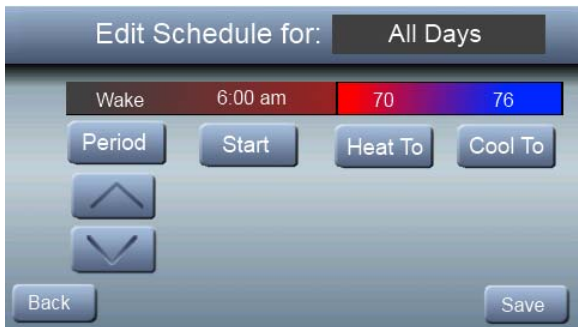 Edit Schedule for: All Days
Wake 6:00 am 70 76
Period Start Heat To Cool To
Back Save